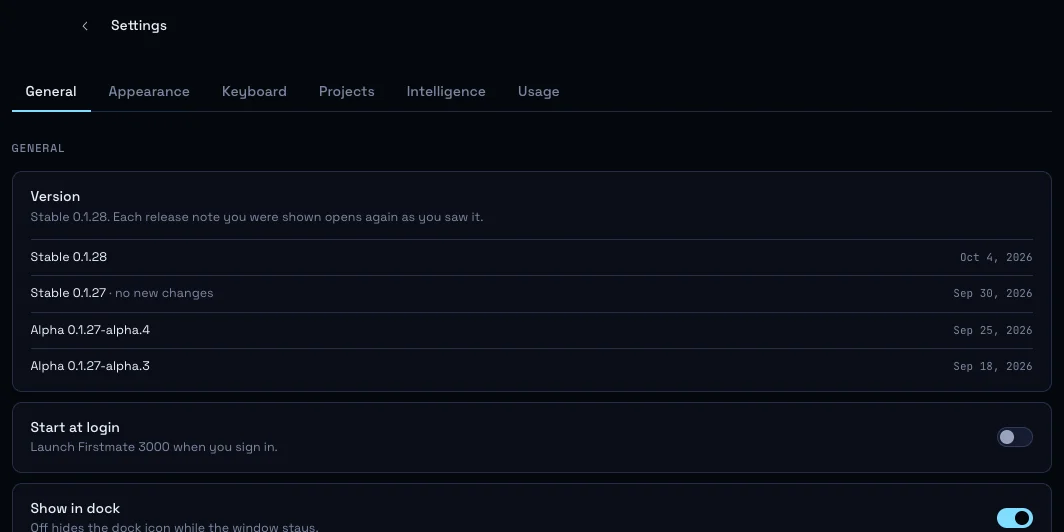 Settings
General Appearance Keyboard Projects Intelligence Usage
GENERAL
Version
Stable 0.1.28. Each release note you were shown opens again as you saw it.
Stable 0.1.28 Oct 4, 2026
Stable 0.1.27 · no new changes Sep 30, 2026
Alpha 0.1.27-alpha.4 Sep 25, 2026
Alpha 0.1.27-alpha.3 Sep 18, 2026
Start at login
Launch Firstmate 3000 when you sign in.
Show in dock
Off hides the dock icon while the window stays.